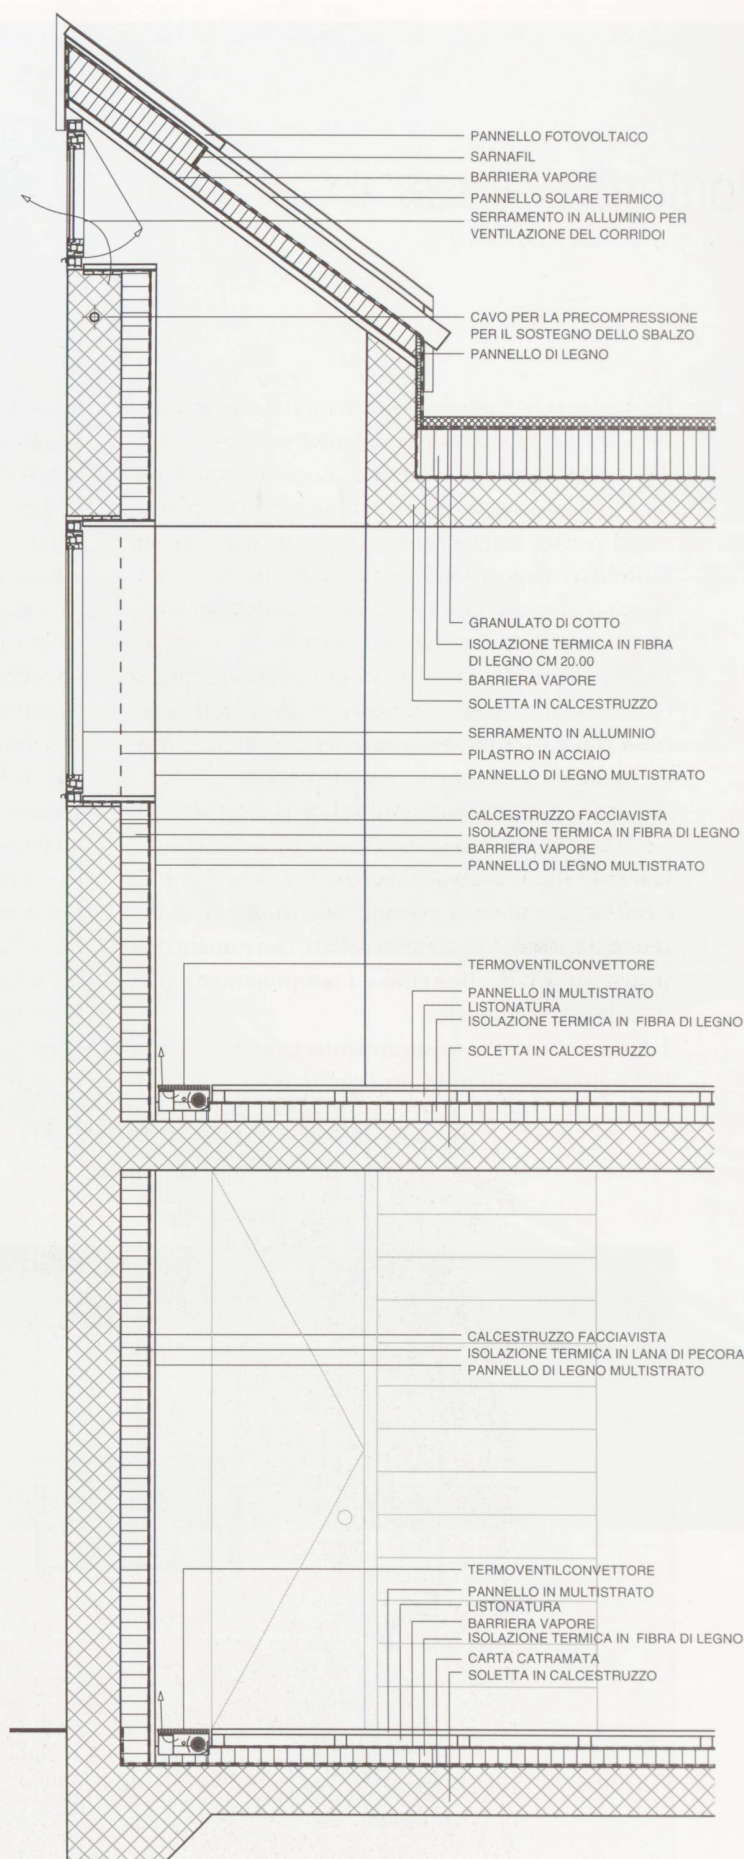 PANNELLO FOTOVOLTAICO
SARNAFIL
BARRIERA VAPORE
PANNELLO SOLARE TERMICO
SERRAMENTO IN ALLUMINIO PER
VENTILAZIONE DEL CORRIDOI
CAVO PER LA PRECOMPRESSIONE
PER IL SOSTEGNO DELLO SBALZO
PANNELLO DI LEGNO
GRANULATO DI COTTO
ISOLAZIONE TERMICA IN FIBRA
DI LEGNO CM 20.00
BARRIERA VAPORE
SOLETTA IN CALCESTRUZZO
SERRAMENTO IN ALLUMINIO
PILASTRO IN ACCIAIO
PANNELLO DI LEGNO MULTISTRATO
CALCESTRUZZO FACCIAVISTA
ISOLAZIONE TERMICA IN FIBRA DI LEGNO
BARRIERA VAPORE
PANNELLO DI LEGNO MULTISTRATO
TERMOVENTILCONVETTORE
PANNELLO IN MULTISTRATO
LISTONATURA
ISOLAZIONE TERMICA IN FIBRA DI LEGNO
SOLETTA IN CALCESTRUZZO
CALCESTRUZZO FACCIAVISTA
ISOLAZIONE TERMICA IN LANA DI PECORA
PANNELLO DI LEGNO MULTISTRATO
TERMOVENTILCONVETTORE
PANNELLO IN MULTISTRATO
LISTONATURA
BARRIERA VAPORE
ISOLAZIONE TERMICA IN FIBRA DI LEGNO
CARTA CATRAMATA
SOLETTA IN CALCESTRUZZO